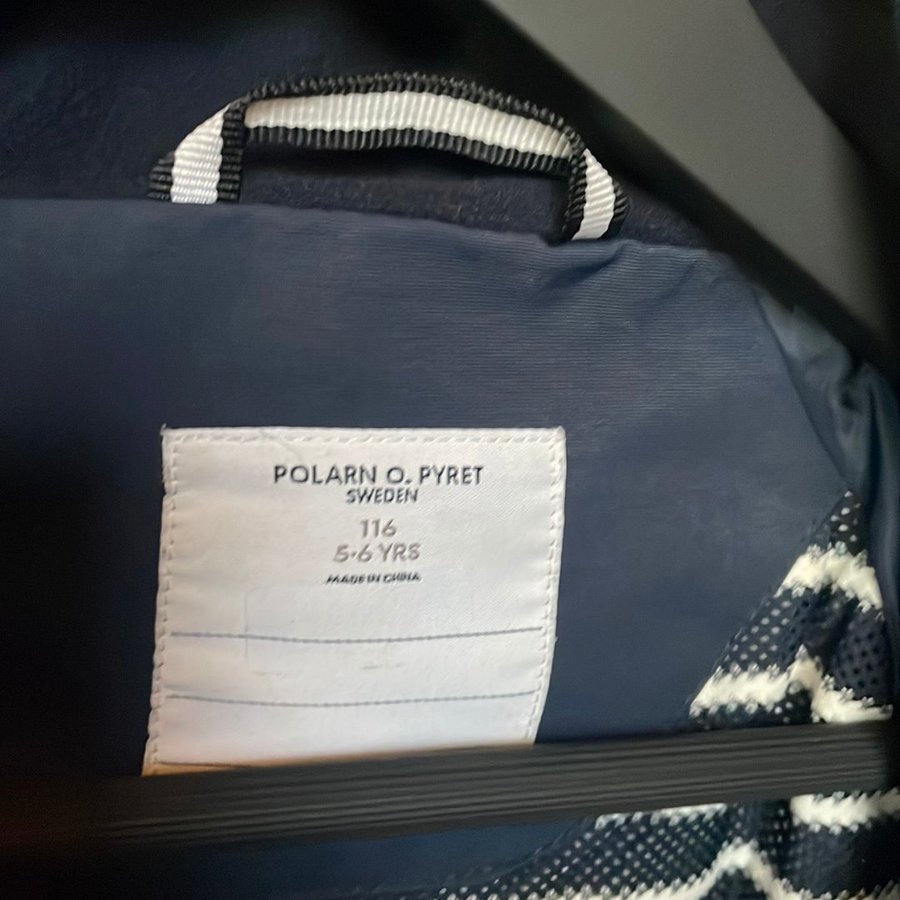 POLARN O. PYRET
SWEDEN
116
5-6 YRS
MADE IN CHINA